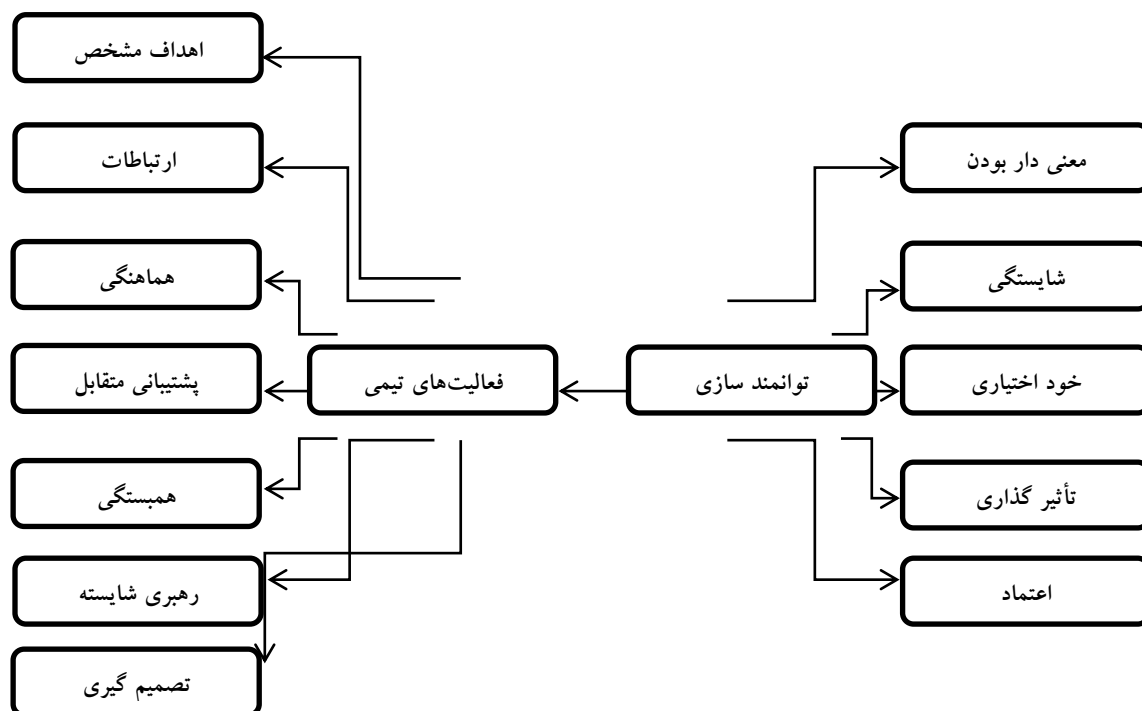 اهداف مشخص
ارتباطات
معنی دار بودن
هماهنگی
شایستگی
پشتیبانی متقابل
فعالیت‌های تیمی
توانمند سازی
خود اختیاری
همبستگی
تأثیر گذاری
رهبری شایسته
اعتماد
تصمیم گیری